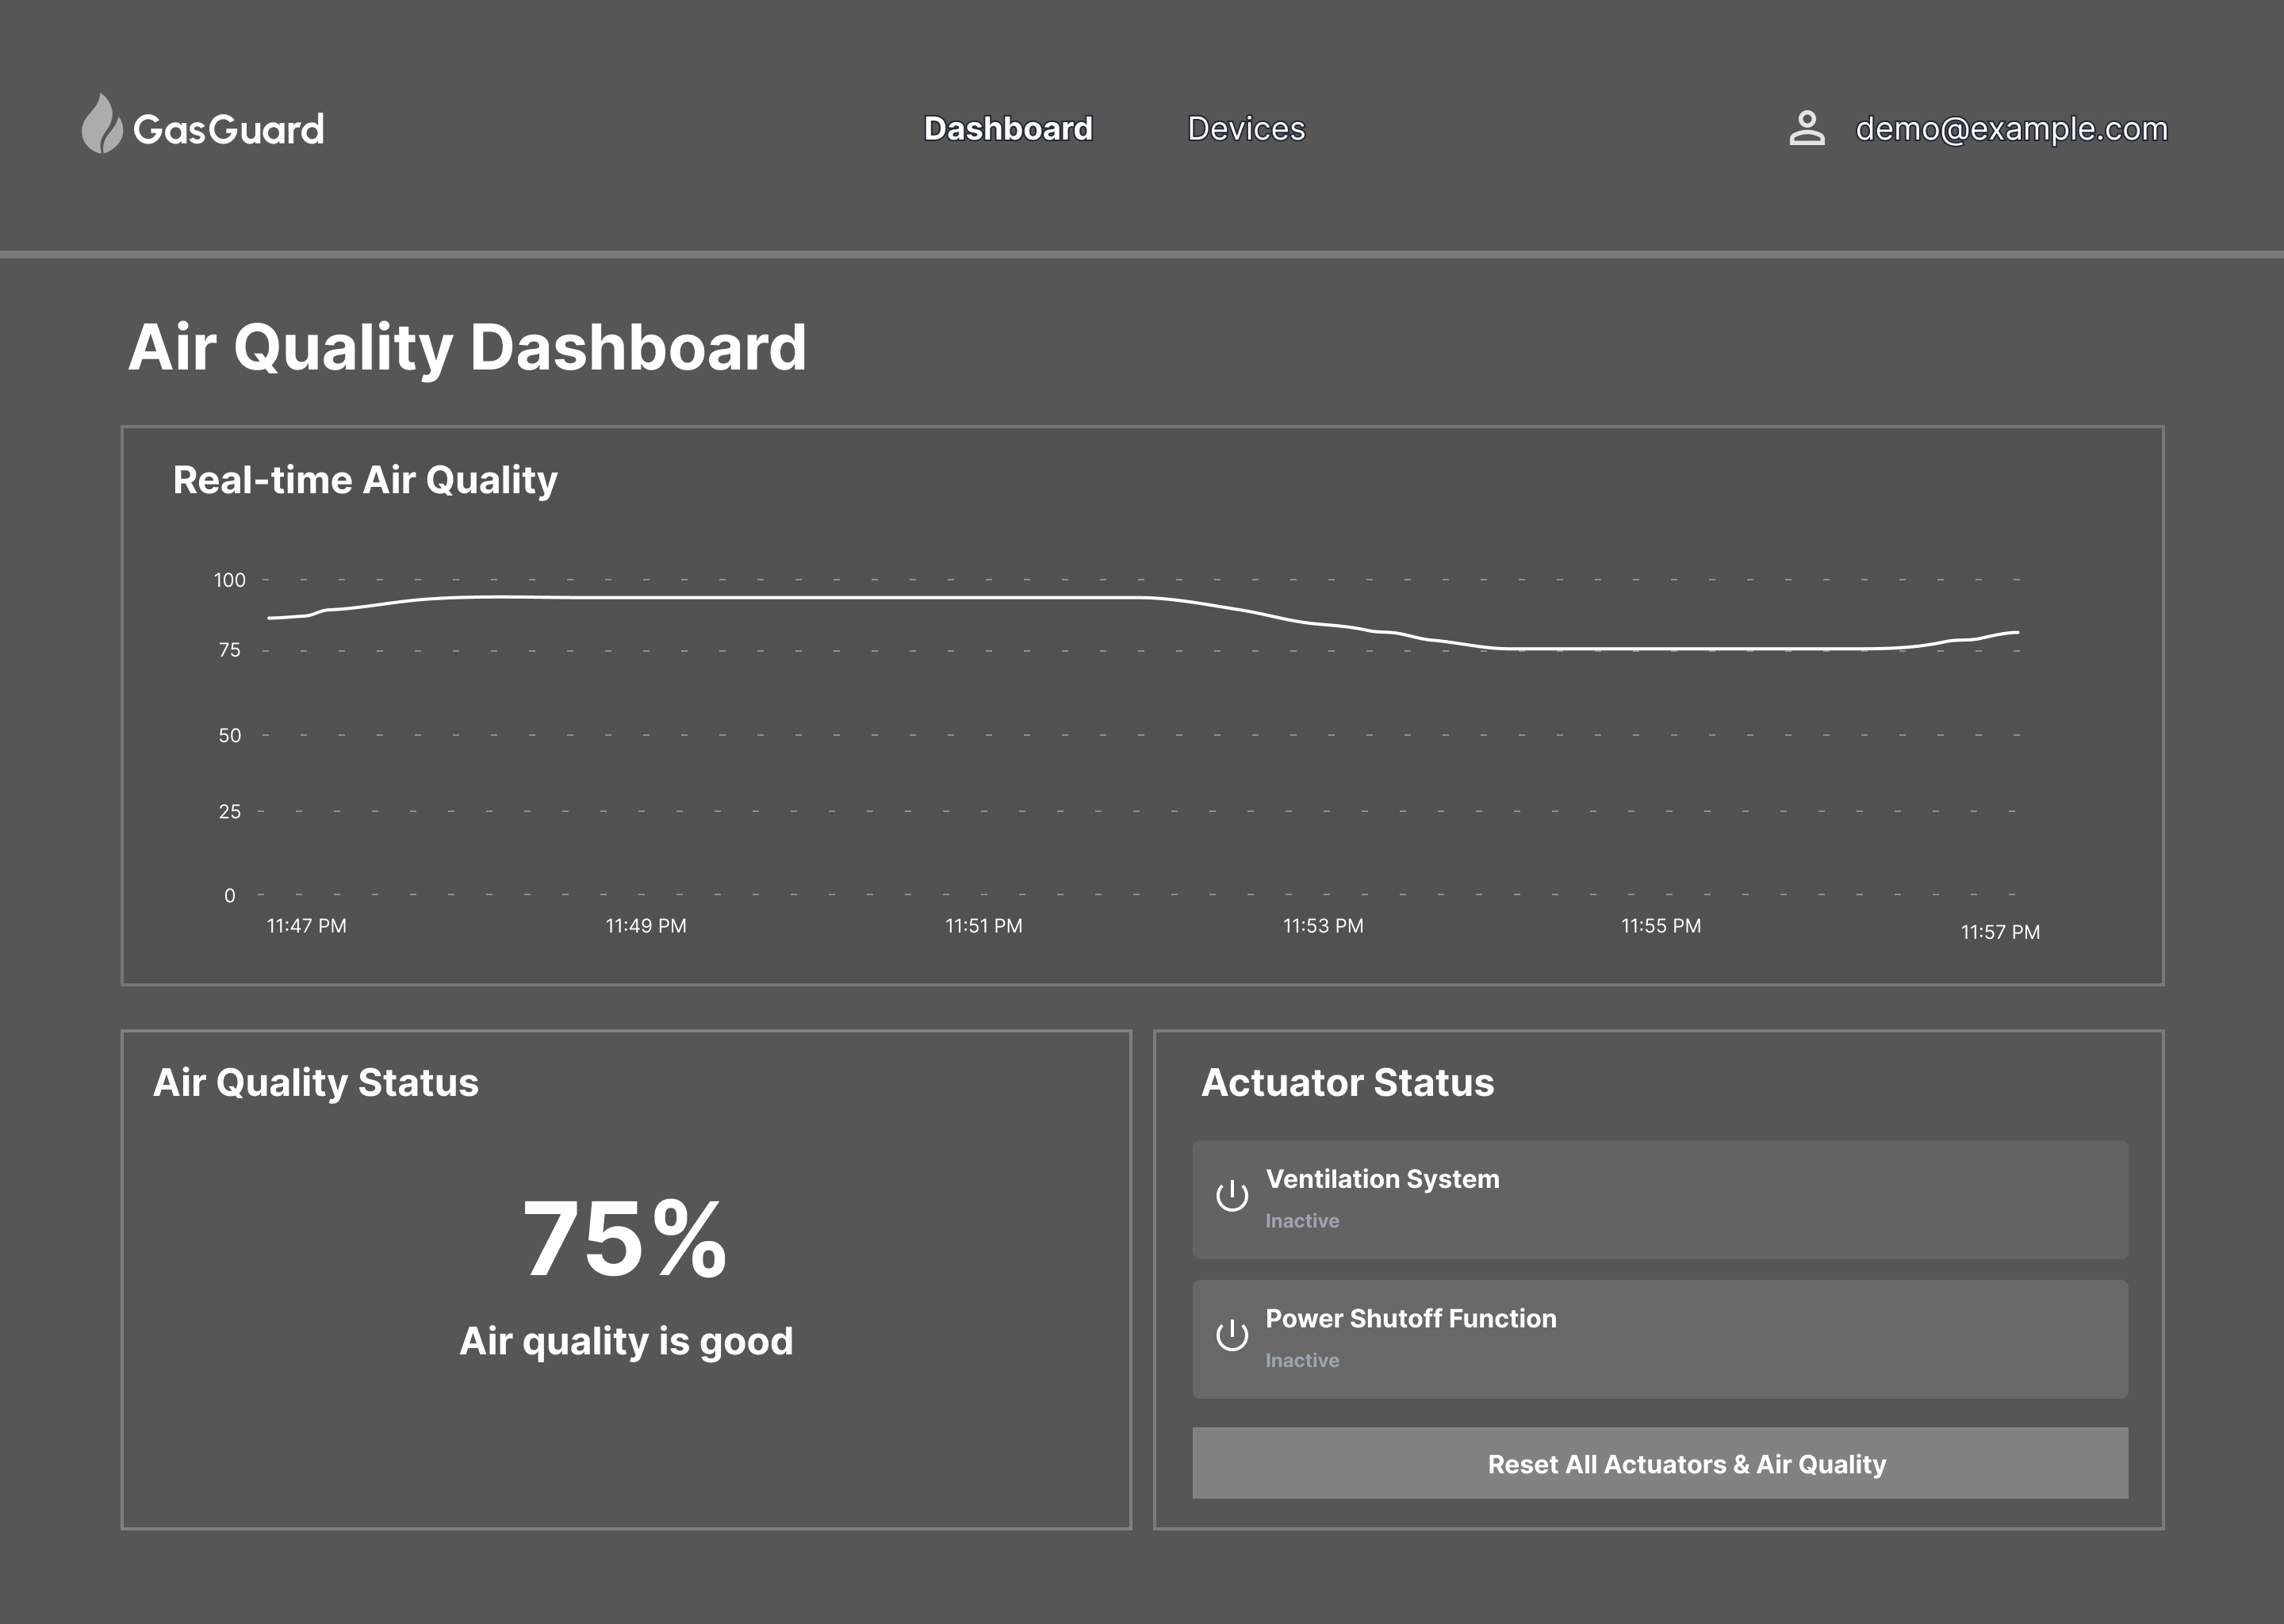 GasGuard
Dashboard
Devices
demo@example.com
Air Quality Dashboard
Real-time Air Quality
100
75
50
25
0
11:47 PM
11:49 PM
11:51 PM
11:53 PM
11:55 PM
11:57 PM
Air Quality Status
75%
Air quality is good
Actuator Status
Ventilation System
Inactive
Power Shutoff Function
Inactive
Reset All Actuators & Air Quality